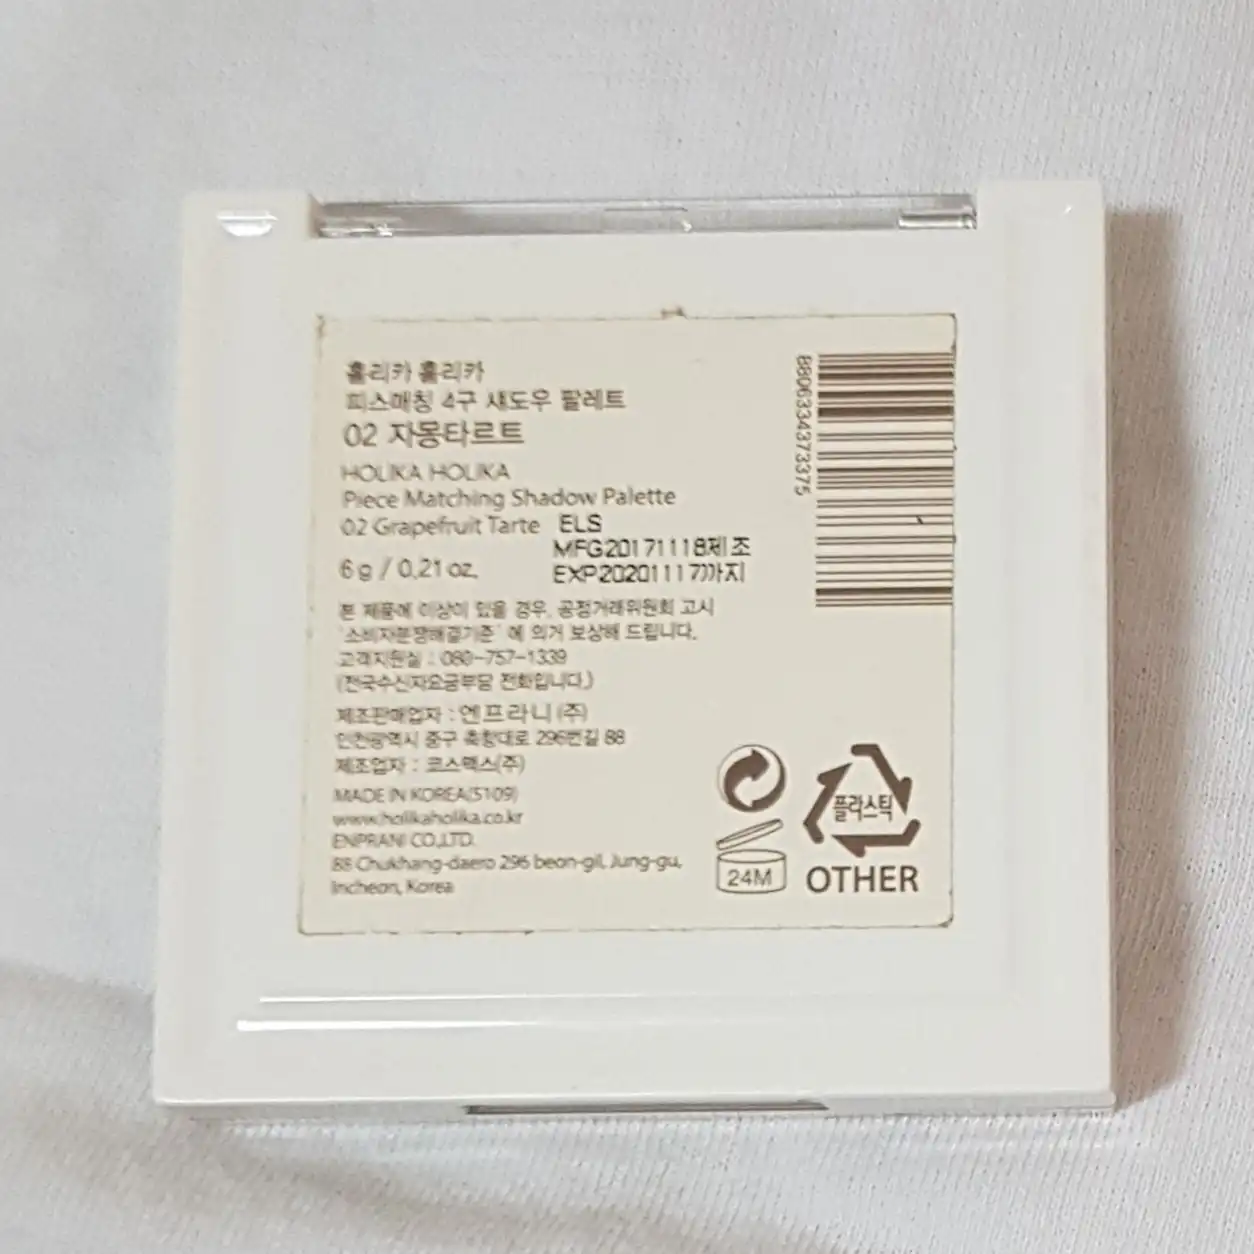 홀리카 홀리카
피스매칭 4구 섀도우 팔레트
02 자몽타르트
HOLIKA HOLIKA
Piece Matching Shadow Palette
02 Grapefruit Tarte ELS
MFG20171118제조
6g / 0.21 oz. EXP20201117까지
본 제품에 이상이 있을 경우, 공정거래위원회 고시
'소비자분쟁해결기준' 에 의거 보상해 드립니다.
고객지원실 : 080-757-1339
(전국수신자요금부담 전화입니다.)
제조판매업자 : 엔프라니(주)
인천광역시 중구 축항대로 296번길 88
제조업자 : 코스맥스(주)
MADE IN KOREA(5109)
www.holikaholika.co.kr
ENPRANI CO.,LTD.
88 Chukhang-daero 296 beon-gil, Jung-gu,
Incheon, Korea
8806334373375
24M
플라스틱
OTHER